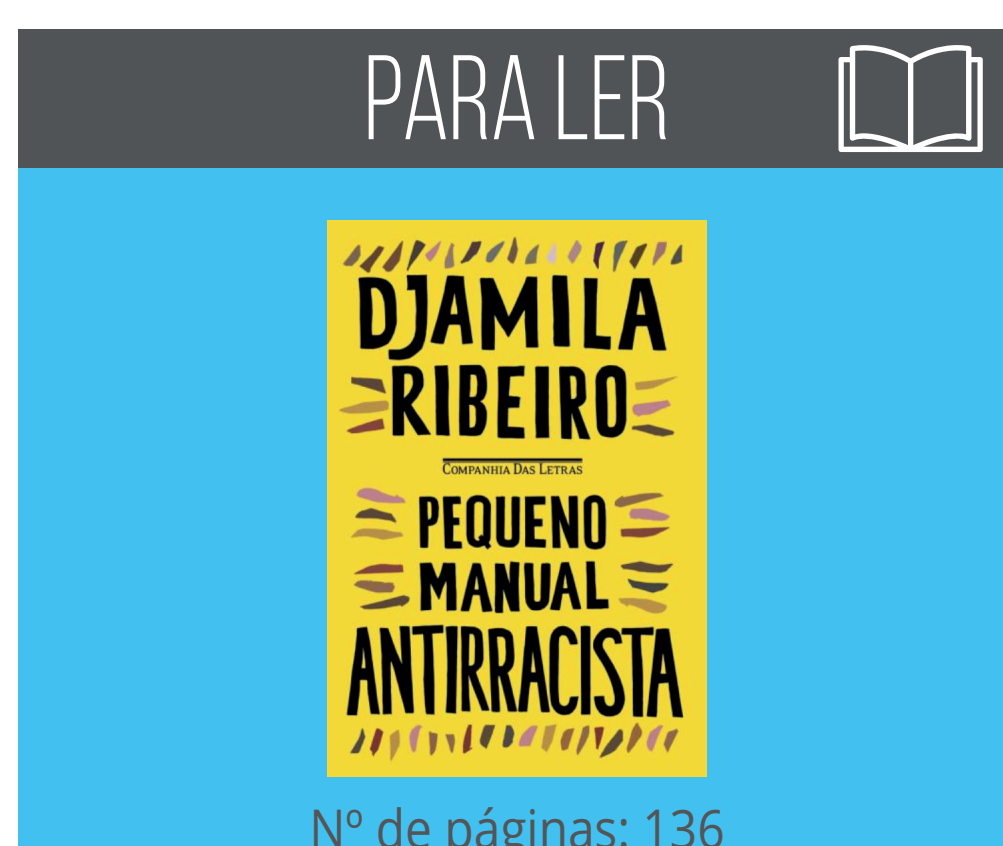 PARA LER
DJAMILA
RIBEIRO
COMPANHIA DAS LETRAS
PEQUENO
MANUAL
ANTIRRACISTA
Nº de páginas: 136